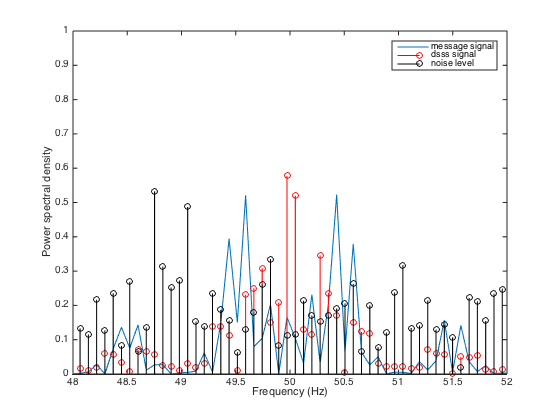 1
0.9
0.8
0.7
0.6
0.5
0.4
0.3
0.2
0.1
0
Power spectral density
message signal
dsss signal
noise level
48 48.5 49 49.5 50 50.5 51 51.5 52
Frequency (Hz)